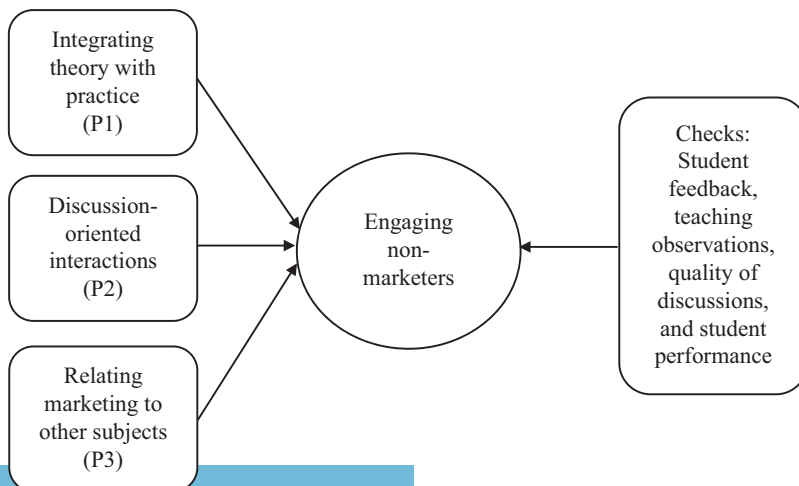 Integrating
theory with
practice
(P1)
Discussion-
oriented
interactions
(P2)
Relating
marketing to
other subjects
(P3)
Engaging
non-
marketers
Checks:
Student
feedback,
teaching
observations,
quality of
discussions,
and student
performance